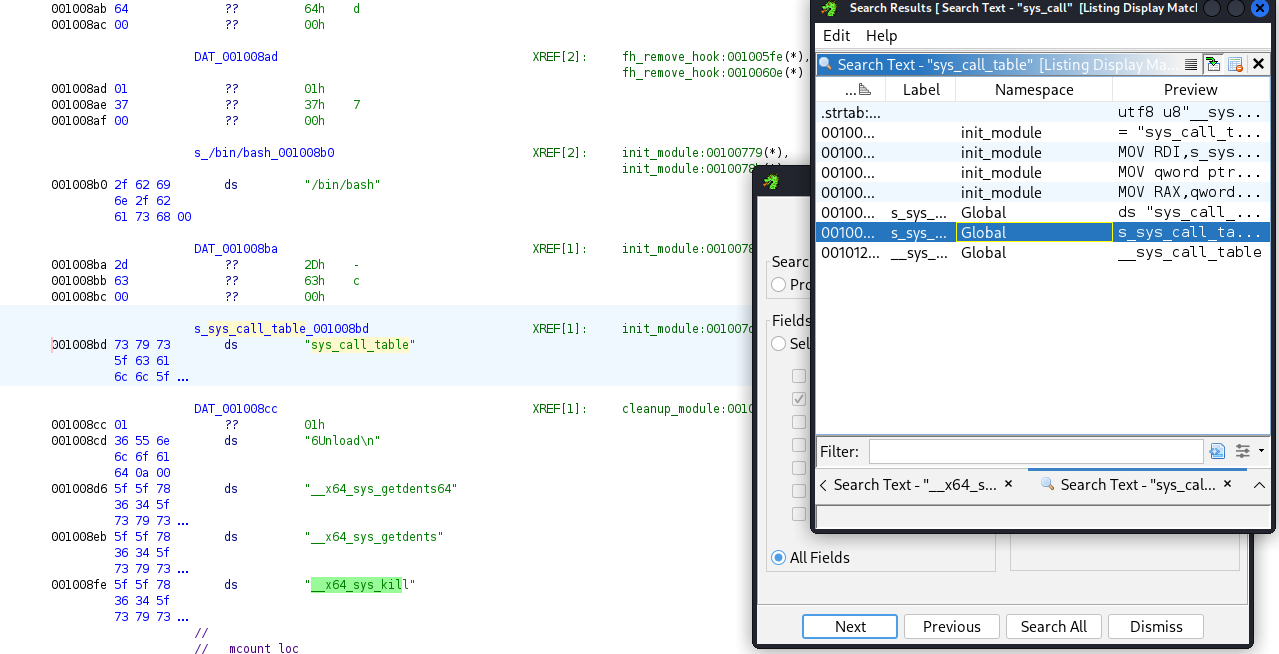 001008ab 64 ?? 64h d
001008ac 00 ?? 00h
DAT_001008ad XREF[2]: fh_remove_hook:001005fe(*),
fh_remove_hook:0010060e(*)
001008ad 01 ?? 01h
001008ae 37 ?? 37h 7
001008af 00 ?? 00h
s_/bin/bash_001008b0 XREF[2]: init_module:00100779(*),
init_module:0010078
001008b0 2f 62 69 ds "/bin/bash"
6e 2f 62
61 73 68 00
DAT_001008ba XREF[1]: init_module:001007
001008ba 2d ?? 2Dh -
001008bb 63 ?? 63h c
001008bc 00 ?? 00h
s_sys_call_table_001008bd XREF[1]: init_module:001007
001008bd 73 79 73 ds "sys_call_table"
5f 63 61
6c 6c 5f ...
DAT_001008cc XREF[1]: cleanup_module:0010
001008cc 01 ?? 01h
001008cd 36 55 6e ds "6Unload\n"
6c 6f 61
64 0a 00
001008d6 5f 5f 78 ds "__x64_sys_getdents64"
36 34 5f
73 79 73 ...
001008eb 5f 5f 78 ds "__x64_sys_getdents"
36 34 5f
73 79 73 ...
001008fe 5f 5f 78 ds "__x64_sys_kill"
36 34 5f
73 79 73 ...
//
// __mcount_loc
Search Results [ Search Text - "sys_call" [Listing Display Matcl
Edit Help
Search Text - "sys_call_table" [Listing Display Ma...
... Label Namespace Preview
.strtab:... utf8 u8"__sys...
00100... init_module = "sys_call_t...
00100... init_module MOV RDI,s_sys...
00100... init_module MOV qword ptr...
00100... init_module MOV RAX,qword...
00100... s_sys_... Global ds "sys_call_...
00100... s_sys_... Global s_sys_call_ta...
001012... __sys_... Global __sys_call_table
Filter:
Search Text - "__x64_s... × Search Text - "sys_cal... ×
Searc
Pro
Fields
Sel
All Fields
Next Previous Search All Dismiss